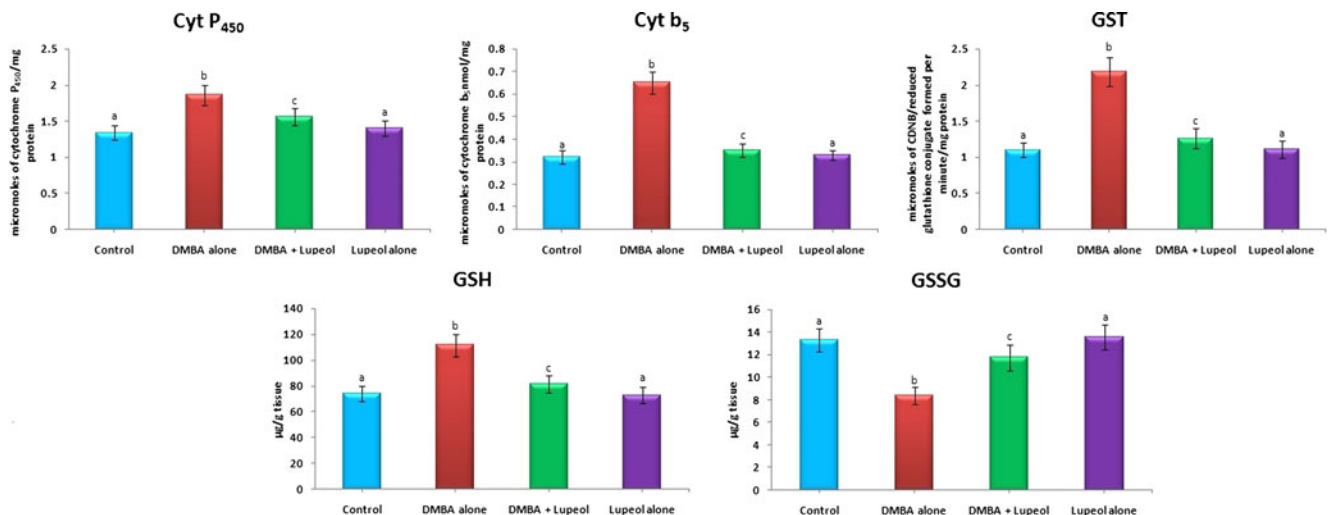 Cyt P450
micromoles of cytochrome P450/mg
protein
2.5
2
1.5
1
0.5
0
a
b
c
a
Control
DMBA alone
DMBA + Lupeol
Lupeol alone
Cyt b5
micromoles of cytochrome b5nmol/mg
protein
0.8
0.7
0.6
0.5
0.4
0.3
0.2
0.1
0
a
b
c
a
Control
DMBA alone
DMBA + Lupeol
Lupeol alone
GST
micromoles of CDNB/reduced
glutathione conjugate formed per
minute/mg protein
2.5
2
1.5
1
0.5
0
a
b
c
a
Control
DMBA alone
DMBA + Lupeol
Lupeol alone
GSH
µg/g tissue
140
120
100
80
60
40
20
0
a
b
c
a
Control
DMBA alone
DMBA + Lupeol
Lupeol alone
GSSG
µg/g tissue
16
14
12
10
8
6
4
2
0
a
b
c
a
Control
DMBA alone
DMBA + Lupeol
Lupeol alone